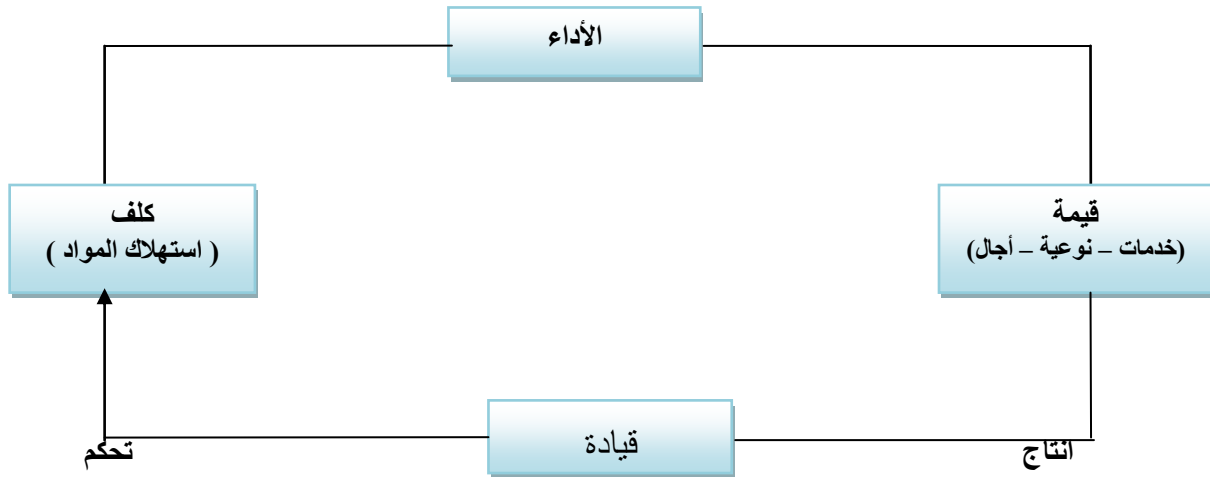 الأداء
قيمة
(خدمات – نوعية – أجال)
كلف
( استهلاك المواد )
قيادة
انتاج
تحكم